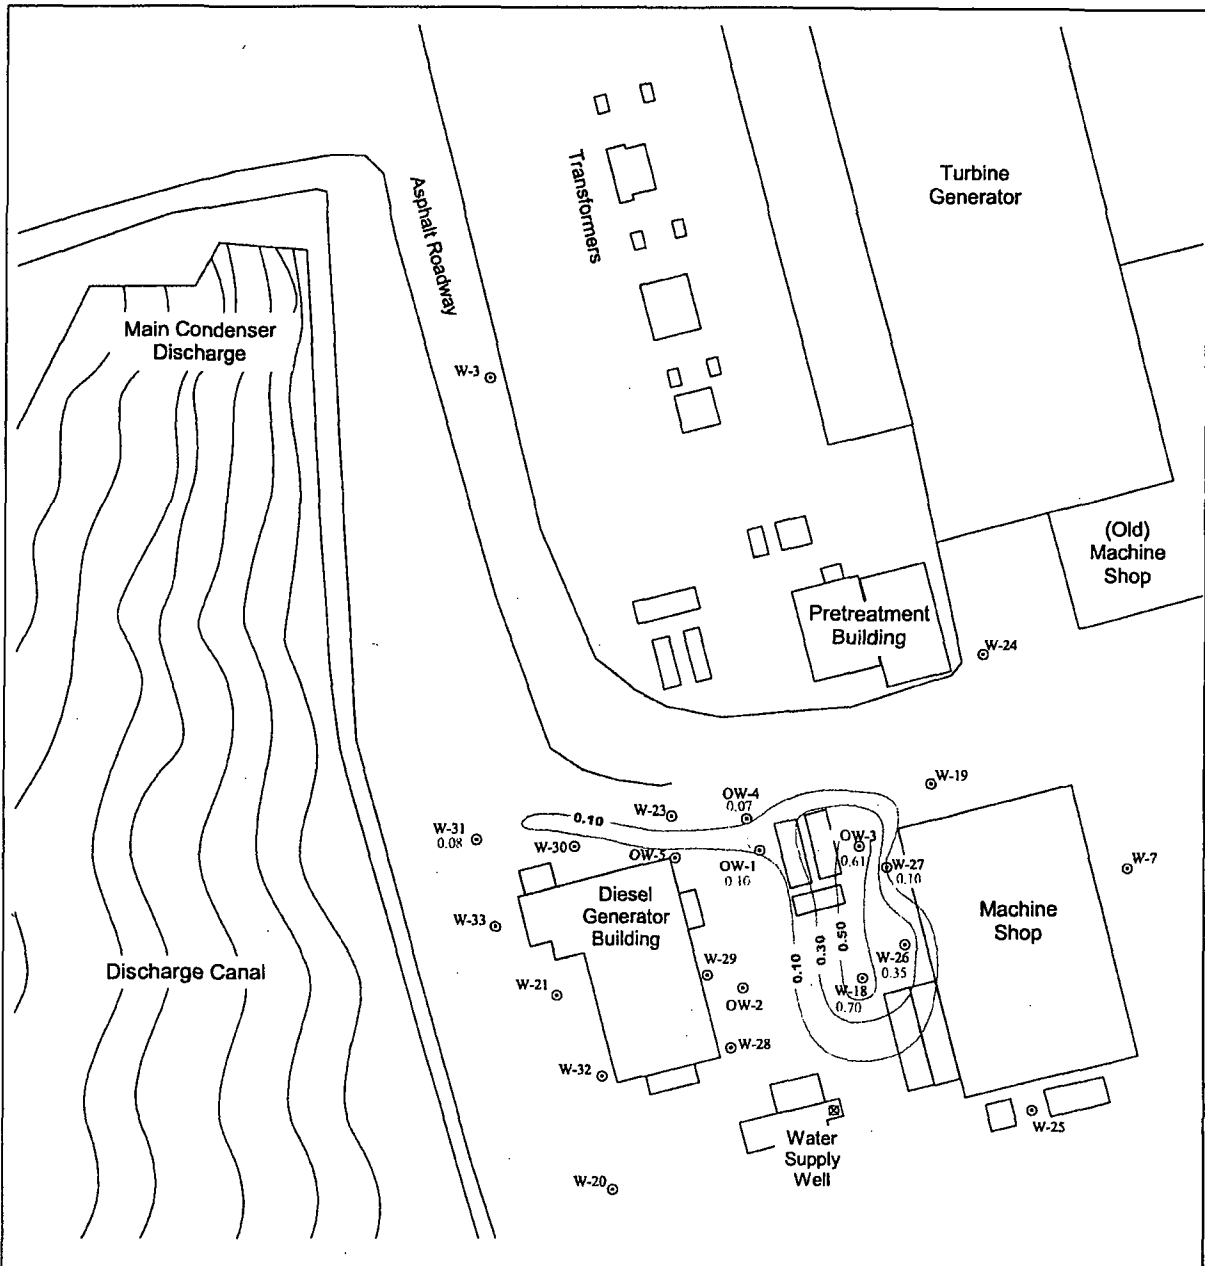 Transformers
Asphalt Roadway
Turbine
Generator
Main Condenser
Discharge
W-3
(Old)
Machine
Shop
Pretreatment
Building
W-24
W-19
OW-4
0.07
W-23
0.10
W-31
0.08
W-30
OW-5
OW-1
OW-3
0.61
W-27
0.10
W-7
Diesel
Generator
Building
Machine
Shop
W-33
0.10
0.30
0.50
W-26
0.35
Discharge Canal
W-29
W-21
OW-2
W-18
0.70
W-28
W-32
W-25
Water
Supply
Well
W-20